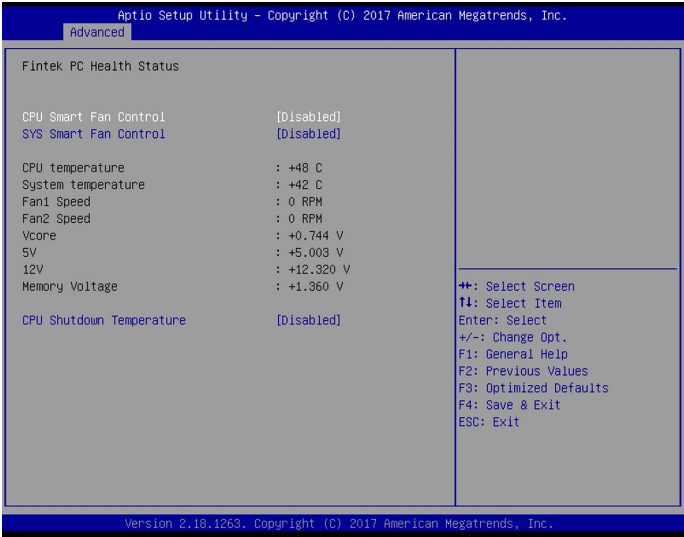 Aptio Setup Utility – Copyright (C) 2017 American Megatrends, Inc.
Advanced
Fintek PC Health Status
CPU Smart Fan Control [Disabled]
SYS Smart Fan Control [Disabled]
CPU temperature : +48 C
System temperature : +42 C
Fan1 Speed : 0 RPM
Fan2 Speed : 0 RPM
Vcore : +0.744 V
5V : +5.003 V
12V : +12.320 V
Memory Voltage : +1.360 V
CPU Shutdown Temperature [Disabled]
→←: Select Screen
↑↓: Select Item
Enter: Select
+/-: Change Opt.
F1: General Help
F2: Previous Values
F3: Optimized Defaults
F4: Save & Exit
ESC: Exit
Version 2.18.1263. Copyright (C) 2017 American Megatrends, Inc.